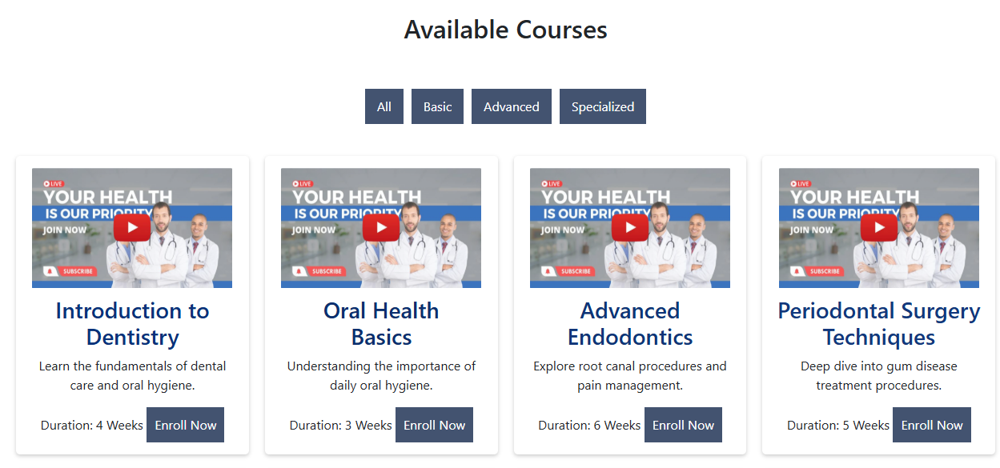 Available Courses
All Basic Advanced Specialized
LIVE
YOUR HEALTH
IS OUR PRIORITY
JOIN NOW
SUBSCRIBE
Introduction to
Dentistry
Learn the fundamentals of dental
care and oral hygiene.
Duration: 4 Weeks Enroll Now
LIVE
YOUR HEALTH
IS OUR PRIORITY
JOIN NOW
SUBSCRIBE
Oral Health
Basics
Understanding the importance of
daily oral hygiene.
Duration: 3 Weeks Enroll Now
LIVE
YOUR HEALTH
IS OUR PRIORITY
JOIN NOW
SUBSCRIBE
Advanced
Endodontics
Explore root canal procedures and
pain management.
Duration: 6 Weeks Enroll Now
LIVE
YOUR HEALTH
IS OUR PRIORITY
JOIN NOW
SUBSCRIBE
Periodontal Surgery
Techniques
Deep dive into gum disease
treatment procedures.
Duration: 5 Weeks Enroll Now